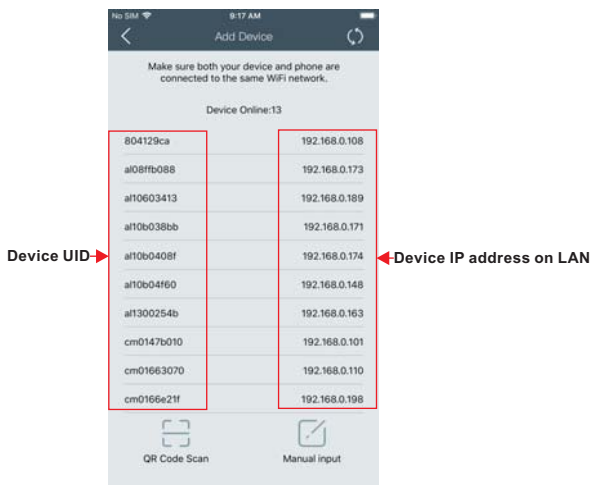 No SIM 9:17 AM
Add Device
Make sure both your device and phone are
connected to the same WiFi network.
Device Online:13
804129ca 192.168.0.108
al08ffb088 192.168.0.173
al10603413 192.168.0.189
al10b038bb 192.168.0.171
Device UID al10b0408f 192.168.0.174 Device IP address on LAN
al10b04f60 192.168.0.148
al1300254b 192.168.0.163
cm0147b010 192.168.0.101
cm01663070 192.168.0.110
cm0166e21f 192.168.0.198
QR Code Scan Manual input